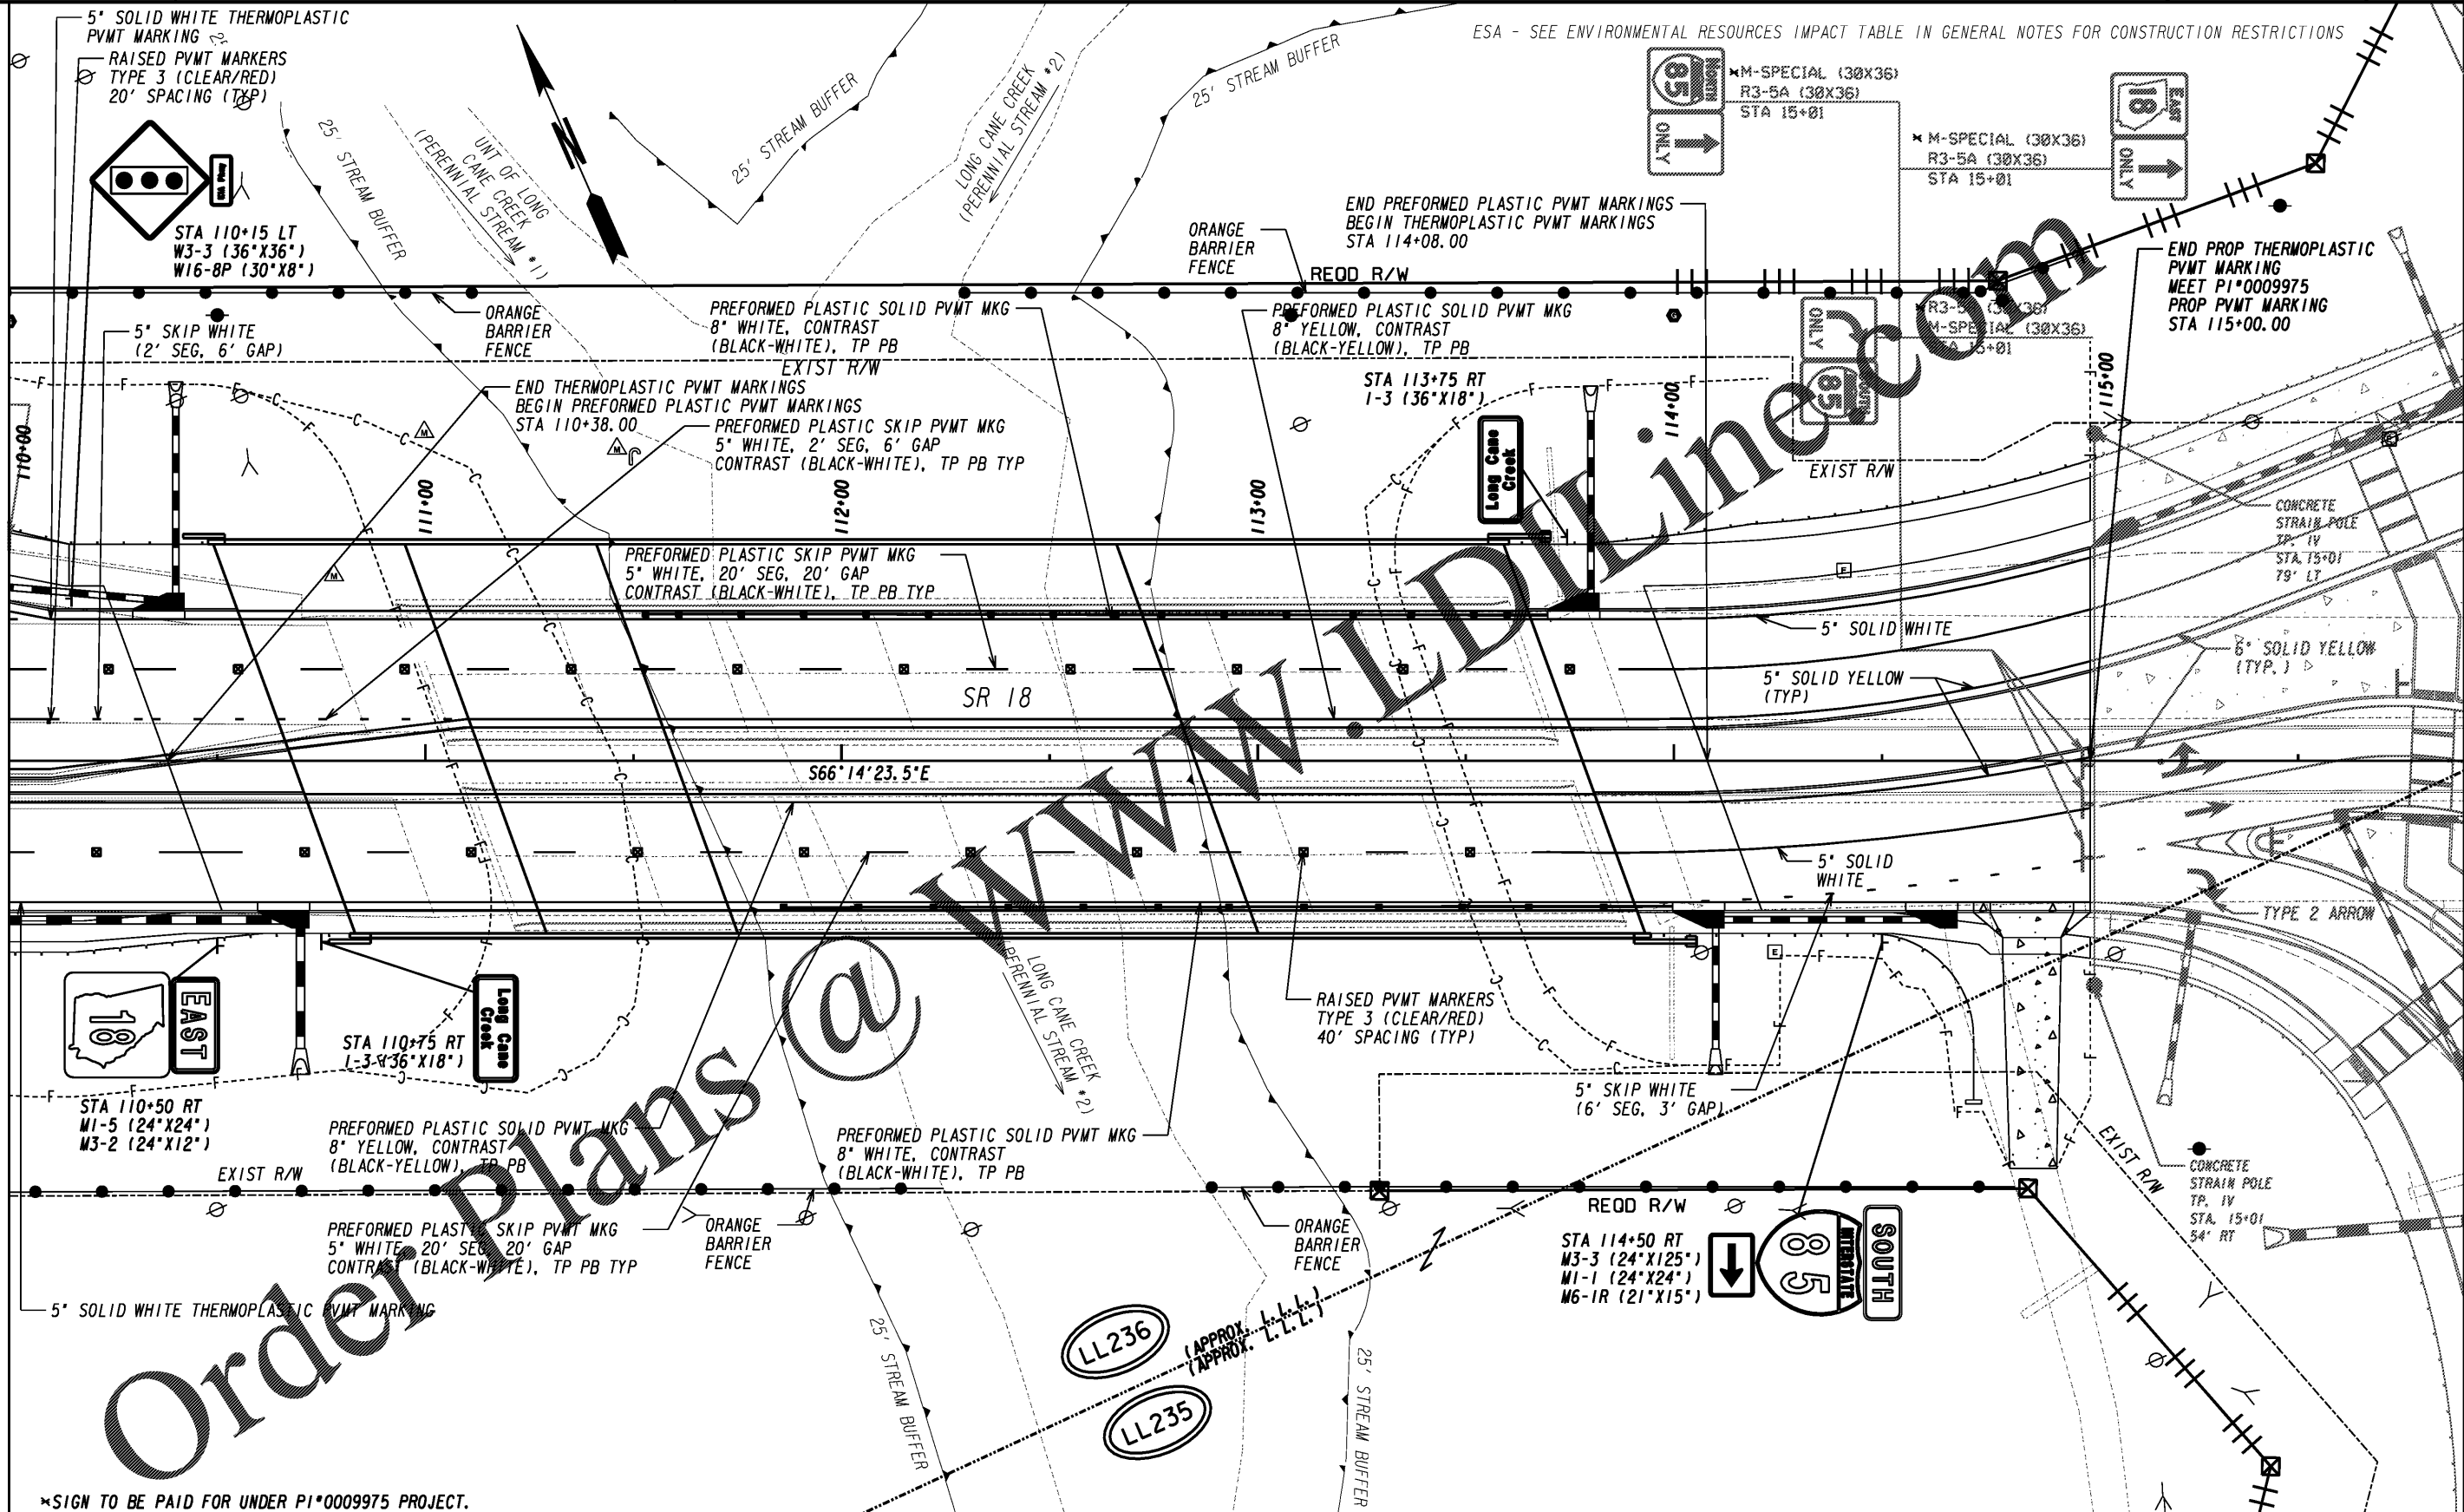 5" SOLID WHITE THERMOPLASTIC
PVMT MARKING
25'
RAISED PVMT MARKERS
TYPE 3 (CLEAR/RED)
20' SPACING (TYP)
STA 110+15 LT
W3-3 (36"X36")
W16-8P (30"X8")
5" SKIP WHITE
(2' SEG, 6' GAP)
25' STREAM BUFFER
UNT OF LONG
CANE CREEK
(PERENNIAL STREAM #1)
N
25' STREAM BUFFER
LONG CANE CREEK
(PERENNIAL STREAM #2)
25' STREAM BUFFER
ESA - SEE ENVIRONMENTAL RESOURCES IMPACT TABLE IN GENERAL NOTES FOR CONSTRUCTION RESTRICTIONS
NORTH
85
ONLY
*M-SPECIAL (30X36)
R3-5A (30X36)
STA 15+01
* M-SPECIAL (30X36)
R3-5A (30X36)
STA 15+01
EAST
18
ONLY
END PREFORMED PLASTIC PVMT MARKINGS
BEGIN THERMOPLASTIC PVMT MARKINGS
STA 114+08.00
ORANGE
BARRIER
FENCE
REQD R/W
END PROP THERMOPLASTIC
PVMT MARKING
MEET PI#0009975
PROP PVMT MARKING
STA 115+00.00
ORANGE
BARRIER
FENCE
PREFORMED PLASTIC SOLID PVMT MKG
8" WHITE, CONTRAST
(BLACK-WHITE), TP PB
EXIST R/W
PREFORMED PLASTIC SOLID PVMT MKG
8" YELLOW, CONTRAST
(BLACK-YELLOW), TP PB
ONLY
SOUTH
85
M-SPECIAL (30X36)
STA 15+01
END THERMOPLASTIC PVMT MARKINGS
BEGIN PREFORMED PLASTIC PVMT MARKINGS
STA 110+38.00
PREFORMED PLASTIC SKIP PVMT MKG
5" WHITE, 2' SEG, 6' GAP
CONTRAST (BLACK-WHITE), TP PB TYP
STA 113+75 RT
I-3 (36"X18")
Long Cane
Creek
110+00
111+00
112+00
113+00
114+00
115+00
EXIST R/W
CONCRETE
STRAIN POLE
TP. IV
STA. 15+01
79' LT
PREFORMED PLASTIC SKIP PVMT MKG
5" WHITE, 20' SEG, 20' GAP
CONTRAST (BLACK-WHITE), TP PB TYP
5" SOLID WHITE
6" SOLID YELLOW
(TYP.)
5" SOLID YELLOW
(TYP)
SR 18
S66°14'23.5"E
5" SOLID
WHITE
TYPE 2 ARROW
EAST
18
STA 110+50 RT
M1-5 (24"X24")
M3-2 (24"X12")
STA 110+75 RT
I-3 (36"X18")
Long Cane
Creek
LONG CANE CREEK
(PERENNIAL STREAM #2)
RAISED PVMT MARKERS
TYPE 3 (CLEAR/RED)
40' SPACING (TYP)
5" SKIP WHITE
(6' SEG, 3' GAP)
PREFORMED PLASTIC SOLID PVMT MKG
8" YELLOW, CONTRAST
(BLACK-YELLOW), TP PB
PREFORMED PLASTIC SOLID PVMT MKG
8" WHITE, CONTRAST
(BLACK-WHITE), TP PB
EXIST R/W
EXIST R/W
CONCRETE
STRAIN POLE
TP. IV
STA. 15+01
54' RT
PREFORMED PLASTIC SKIP PVMT MKG
5" WHITE, 20' SEG, 20' GAP
CONTRAST (BLACK-WHITE), TP PB TYP
ORANGE
BARRIER
FENCE
ORANGE
BARRIER
FENCE
REQD R/W
STA 114+50 RT
M3-3 (24"X125")
M1-1 (24"X24")
M6-1R (21"X15")
INTERSTATE
85
SOUTH
5" SOLID WHITE THERMOPLASTIC PVMT MARKING
25' STREAM BUFFER
LL236
(APPROX. L.L.L.)
(APPROX. L.L.L.)
LL235
25' STREAM BUFFER
*SIGN TO BE PAID FOR UNDER PI#0009975 PROJECT.
Order Plans @ www.LDILine.com